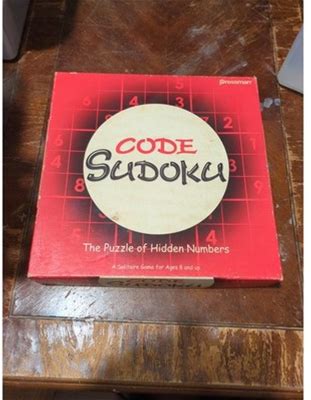 Pressman
CODE
SUDOKU
The Puzzle of Hidden Numbers
A Solitaire Game for Ages 8 and up